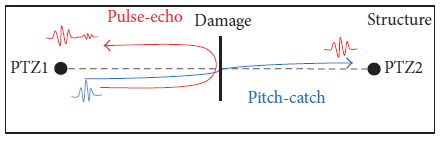 Pulse-echo Damage Structure
PTZ1 PTZ2
Pitch-catch